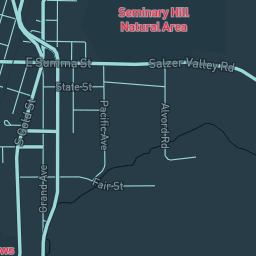 Seminary Hill
Natural Area
E Summa St
Salzer Valley Rd
State St
S Gold St
Pacific Ave
Alvord Rd
Grand Ave
Fair St